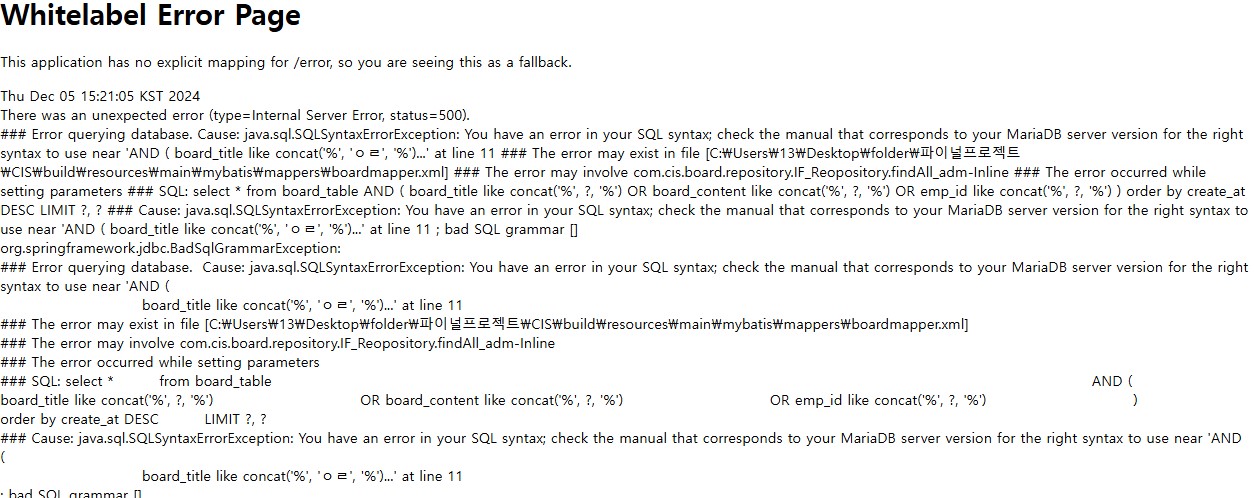 Whitelabel Error Page
This application has no explicit mapping for /error, so you are seeing this as a fallback.
Thu Dec 05 15:21:05 KST 2024
There was an unexpected error (type=Internal Server Error, status=500).
### Error querying database. Cause: java.sql.SQLSyntaxErrorException: You have an error in your SQL syntax; check the manual that corresponds to your MariaDB server version for the right
syntax to use near 'AND ( board_title like concat('%', 'ㅇㄹ', '%')...' at line 11 ### The error may exist in file [C:₩Users₩13₩Desktop₩folder₩파이널프로젝트
₩CIS₩build₩resources₩main₩mybatis₩mappers₩boardmapper.xml] ### The error may involve com.cis.board.repository.IF_Reopository.findAll_adm-Inline ### The error occurred while
setting parameters ### SQL: select * from board_table AND ( board_title like concat('%', ?, '%') OR board_content like concat('%', ?, '%') OR emp_id like concat('%', ?, '%') ) order by create_at
DESC LIMIT ?, ? ### Cause: java.sql.SQLSyntaxErrorException: You have an error in your SQL syntax; check the manual that corresponds to your MariaDB server version for the right syntax to
use near 'AND ( board_title like concat('%', 'ㅇㄹ', '%')...' at line 11 ; bad SQL grammar []
org.springframework.jdbc.BadSqlGrammarException:
### Error querying database.  Cause: java.sql.SQLSyntaxErrorException: You have an error in your SQL syntax; check the manual that corresponds to your MariaDB server version for the right
syntax to use near 'AND (
board_title like concat('%', 'ㅇㄹ', '%')...' at line 11
### The error may exist in file [C:₩Users₩13₩Desktop₩folder₩파이널프로젝트₩CIS₩build₩resources₩main₩mybatis₩mappers₩boardmapper.xml]
### The error may involve com.cis.board.repository.IF_Reopository.findAll_adm-Inline
### The error occurred while setting parameters
### SQL: select * from board_table AND (
board_title like concat('%', ?, '%') OR board_content like concat('%', ?, '%') OR emp_id like concat('%', ?, '%') )
order by create_at DESC LIMIT ?, ?
### Cause: java.sql.SQLSyntaxErrorException: You have an error in your SQL syntax; check the manual that corresponds to your MariaDB server version for the right syntax to use near 'AND
(
board_title like concat('%', 'ㅇㄹ', '%')...' at line 11
; bad SQL grammar []